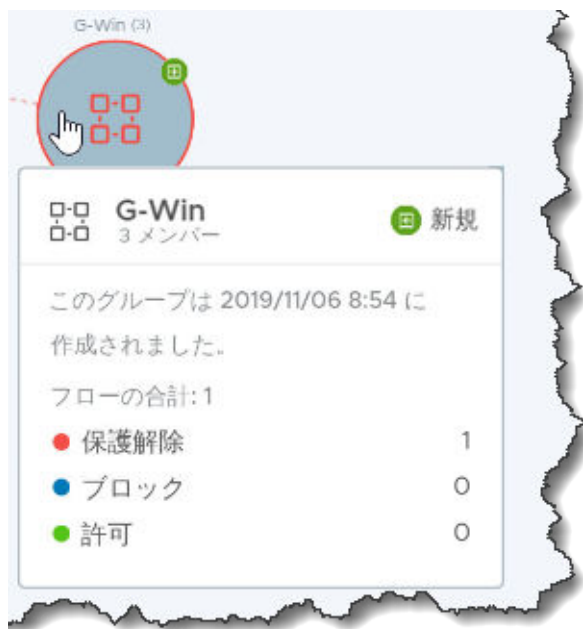 G-Win (3)
G-Win
3 メンバー
新規
このグループは 2019/11/06 8:54 に
作成されました。
フローの合計: 1
保護解除 1
ブロック 0
許可 0